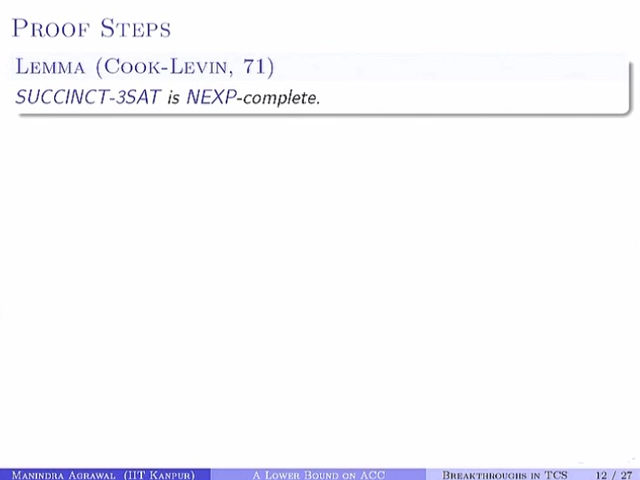 Proof Steps
Lemma (Cook-Levin, 71)
SUCCINCT-3SAT is NEXP-complete.
Manindra Agrawal (IIT Kanpur) A Lower Bound on ACC Breakthroughs in TCS 12 / 27